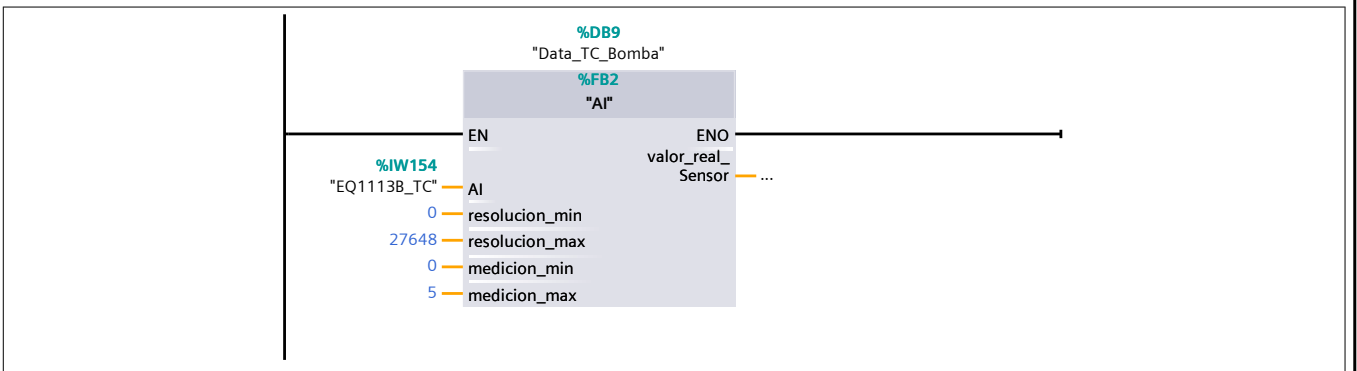 %DB9
"Data_TC_Bomba"
%FB2
"AI"
EN
ENO
valor_real_
Sensor
...
%IW154
"EQ1113B_TC"
AI
0
resolucion_min
27648
resolucion_max
0
medicion_min
5
medicion_max